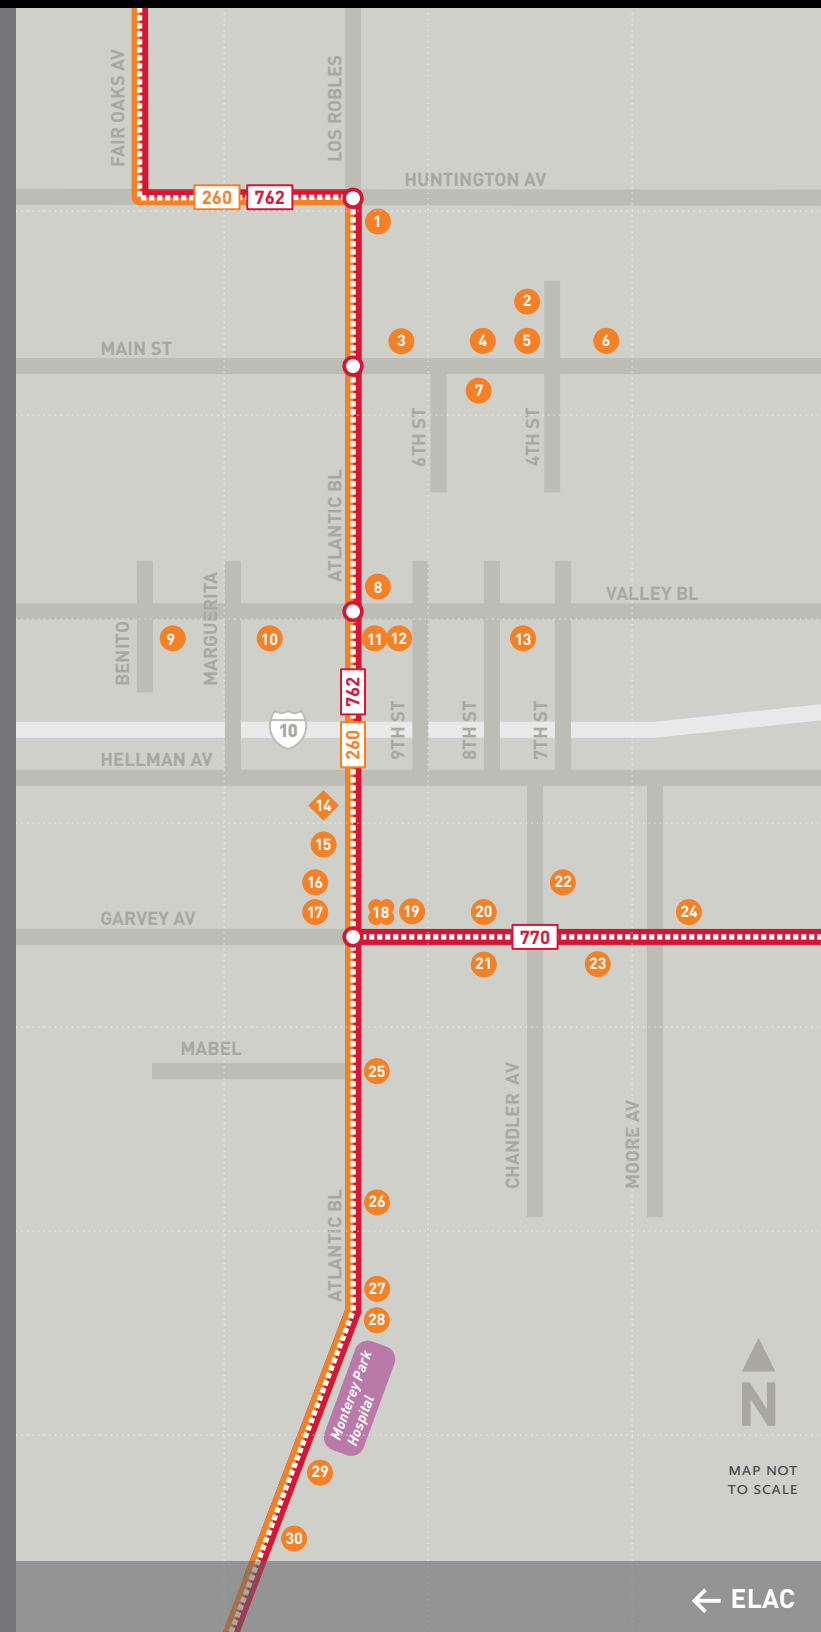 FAIR OAKS AV
LOS ROBLES
HUNTINGTON AV
260
762
1
2
3
4
5
6
MAIN ST
7
6TH ST
4TH ST
ATLANTIC BL
8
VALLEY BL
BENITO
9
MARGUERITA
10
11
12
13
762
260
10
9TH ST
8TH ST
7TH ST
HELLMAN AV
14
15
16
22
17
18
19
20
24
GARVEY AV
770
21
23
MABEL
25
CHANDLER AV
MOORE AV
ATLANTIC BL
26
27
28
Monterey Park
Hospital
N
29
MAP NOT
TO SCALE
30
← ELAC